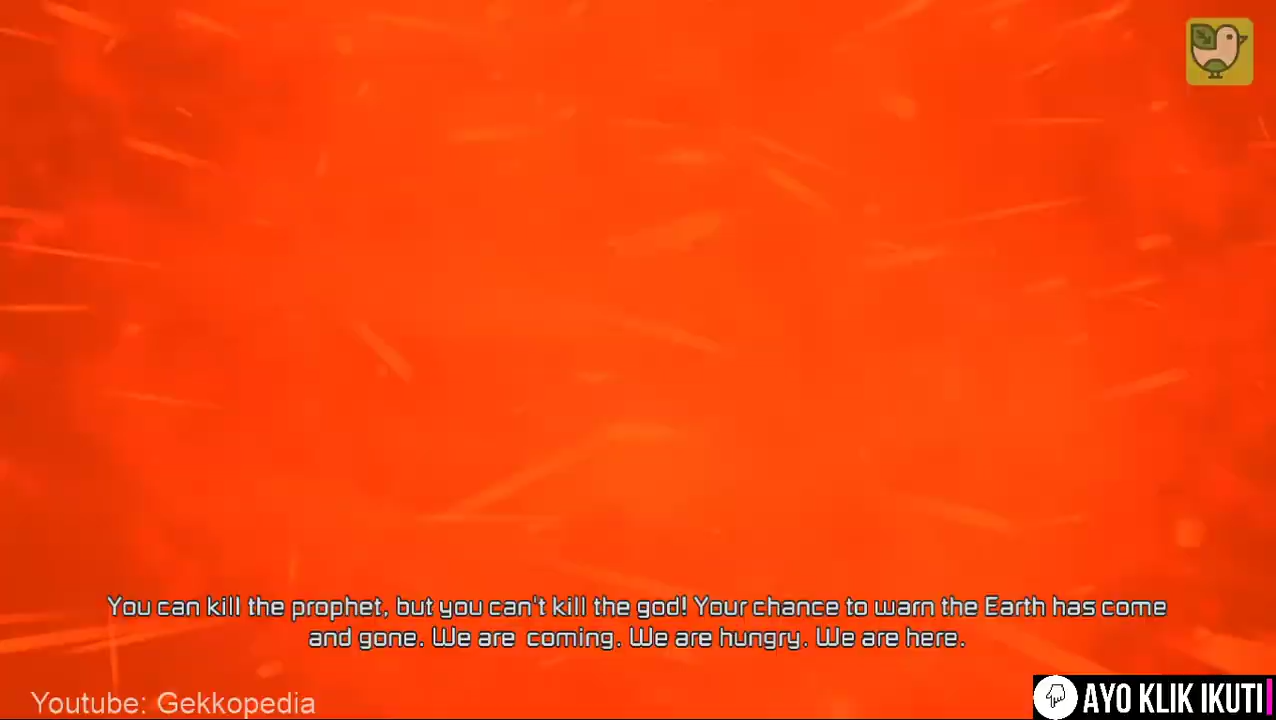 You can kill the prophet, but you can't kill the god! Your chance to warn the Earth has come
and gone. We are coming. We are hungry. We are here.
Youtube: Gekkopedia
AYO KLIK IKUTI